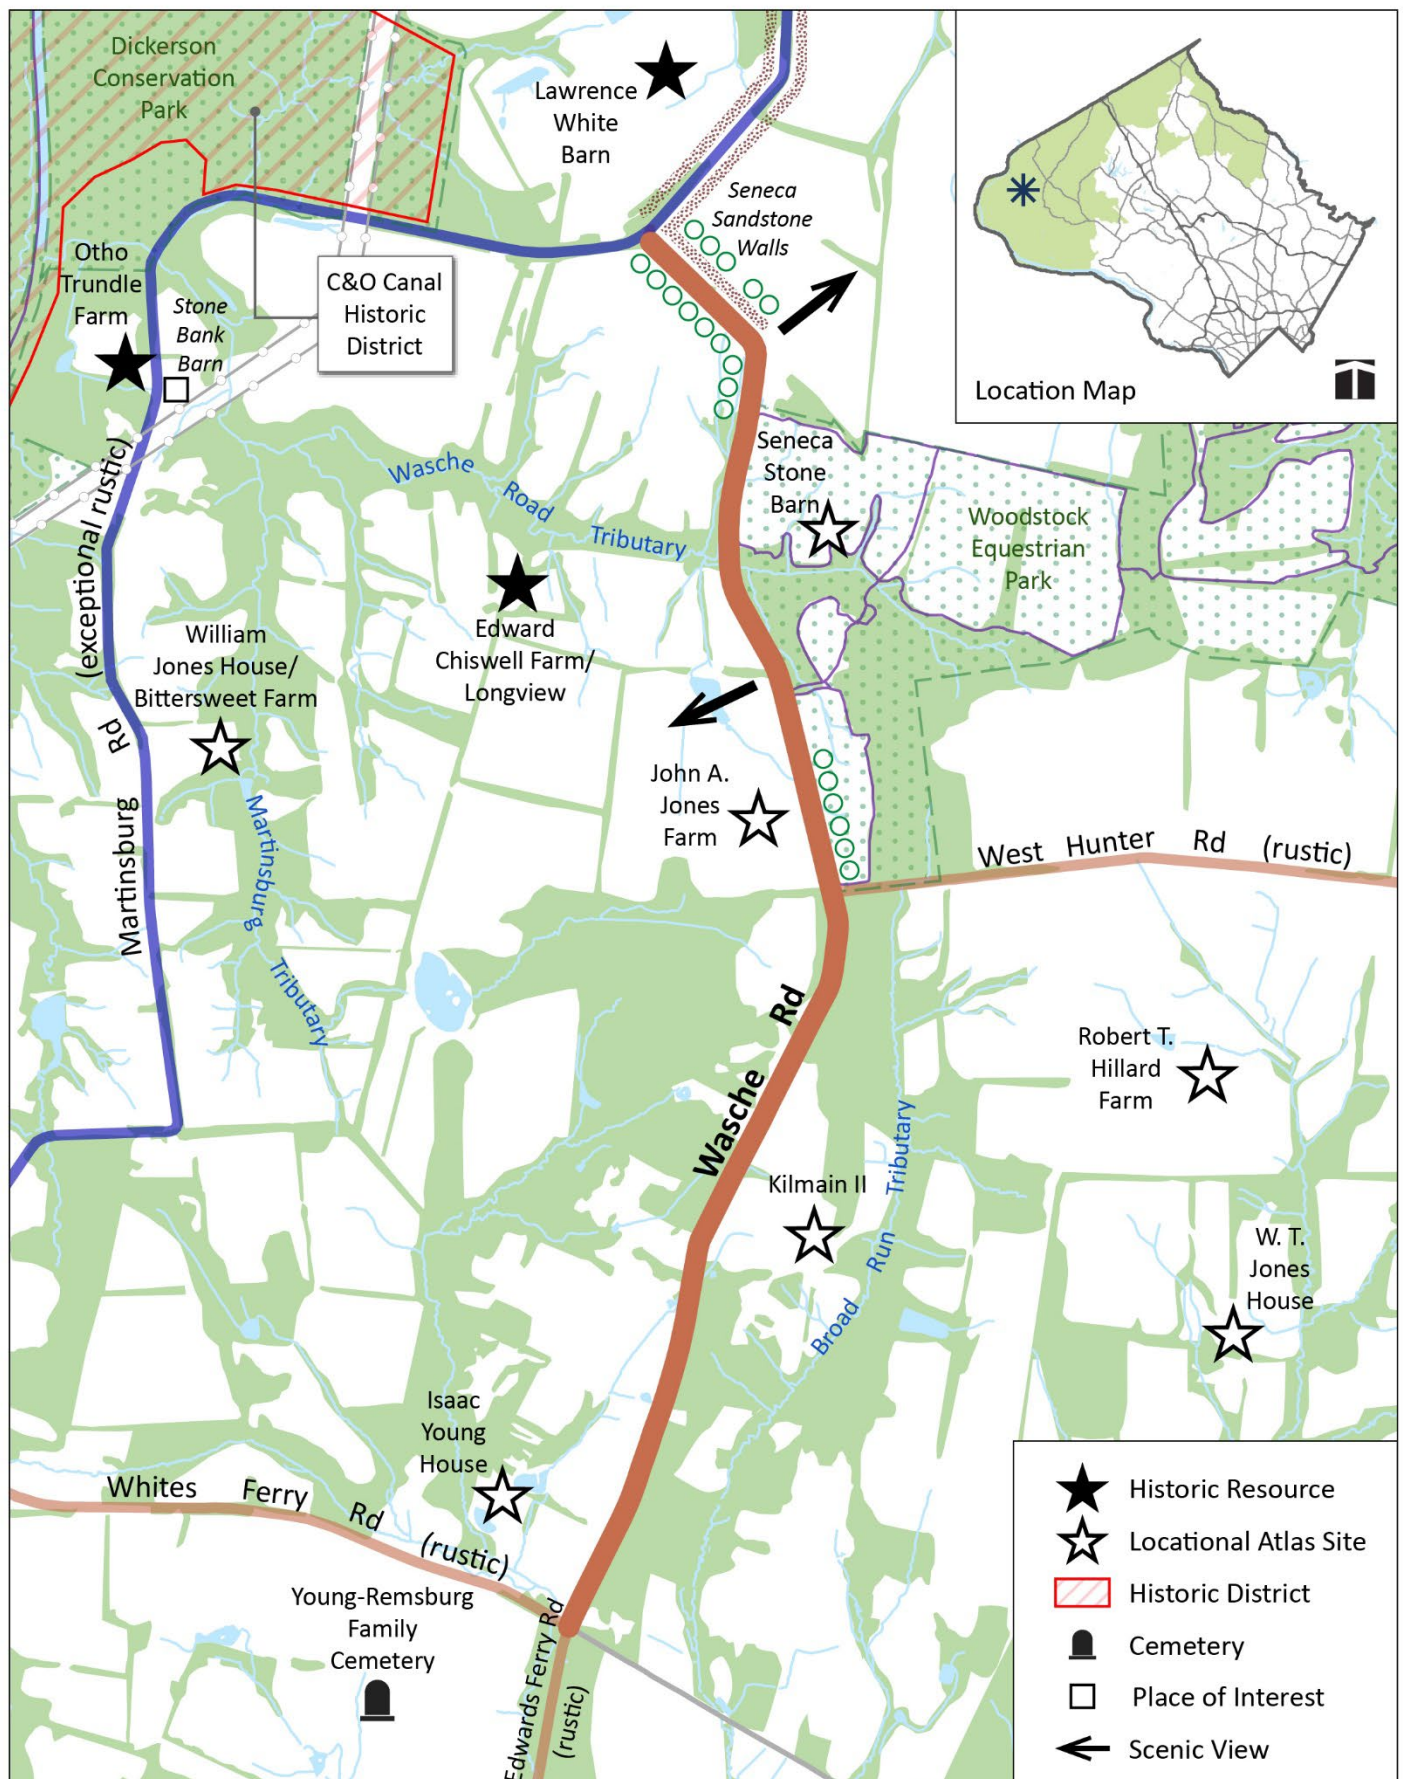 Dickerson
Conservation
Park
Lawrence
White
Barn
Seneca
Sandstone
Walls
Location Map
Otho
Trundle
Farm
Stone
Bank
Barn
C&O Canal
Historic
District
Wasche Road Tributary
Seneca
Stone
Barn
Woodstock
Equestrian
Park
Edward
Chiswell Farm/
Longview
William
Jones House/
Bittersweet Farm
Martinsburg Rd (exceptional rustic)
Martinsburg Tributary
John A.
Jones
Farm
West Hunter Rd (rustic)
Wasche Rd
Robert T.
Hillard
Farm
Kilmain II
Broad Run Tributary
W. T.
Jones
House
Isaac
Young
House
Whites Ferry Rd (rustic)
Young-Remsburg
Family
Cemetery
Edwards Ferry Rd
(rustic)
Historic Resource
Locational Atlas Site
Historic District
Cemetery
Place of Interest
Scenic View